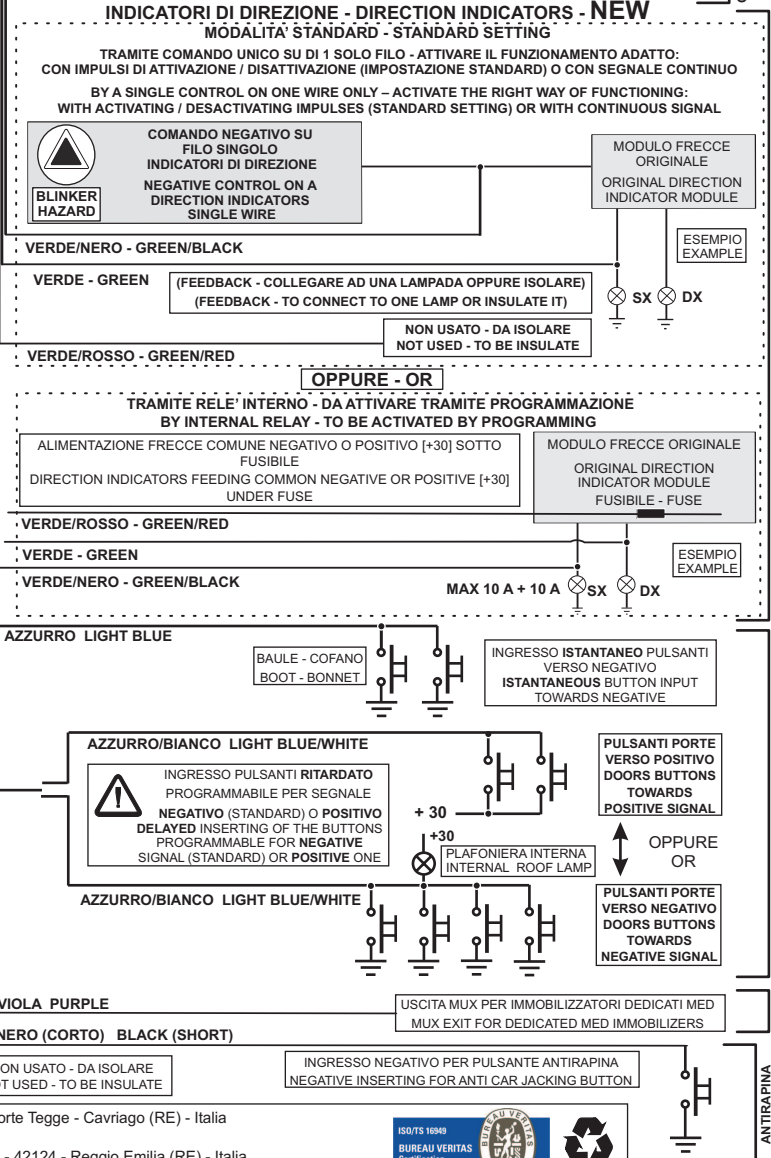 INDICATORI DI DIREZIONE - DIRECTION INDICATORS - NEW
MODALITA' STANDARD - STANDARD SETTING
TRAMITE COMANDO UNICO SU DI 1 SOLO FILO - ATTIVARE IL FUNZIONAMENTO ADATTO:
CON IMPULSI DI ATTIVAZIONE / DISATTIVAZIONE (IMPOSTAZIONE STANDARD) O CON SEGNALE CONTINUO
BY A SINGLE CONTROL ON ONE WIRE ONLY – ACTIVATE THE RIGHT WAY OF FUNCTIONING:
WITH ACTIVATING / DESACTIVATING IMPULSES (STANDARD SETTING) OR WITH CONTINUOUS SIGNAL
BLINKER
HAZARD
COMANDO NEGATIVO SU
FILO SINGOLO
INDICATORI DI DIREZIONE
NEGATIVE CONTROL ON A
DIRECTION INDICATORS
SINGLE WIRE
MODULO FRECCE
ORIGINALE
ORIGINAL DIRECTION
INDICATOR MODULE
VERDE/NERO - GREEN/BLACK
ESEMPIO
EXAMPLE
VERDE - GREEN
(FEEDBACK - COLLEGARE AD UNA LAMPADA OPPURE ISOLARE)
(FEEDBACK - TO CONNECT TO ONE LAMP OR INSULATE IT)
SX DX
NON USATO - DA ISOLARE
NOT USED - TO BE INSULATE
VERDE/ROSSO - GREEN/RED
OPPURE - OR
TRAMITE RELE' INTERNO - DA ATTIVARE TRAMITE PROGRAMMAZIONE
BY INTERNAL RELAY - TO BE ACTIVATED BY PROGRAMMING
ALIMENTAZIONE FRECCE COMUNE NEGATIVO O POSITIVO [+30] SOTTO
FUSIBILE
DIRECTION INDICATORS FEEDING COMMON NEGATIVE OR POSITIVE [+30]
UNDER FUSE
MODULO FRECCE ORIGINALE
ORIGINAL DIRECTION
INDICATOR MODULE
FUSIBILE - FUSE
VERDE/ROSSO - GREEN/RED
VERDE - GREEN
ESEMPIO
EXAMPLE
VERDE/NERO - GREEN/BLACK
MAX 10 A + 10 A SX DX
AZZURRO LIGHT BLUE
BAULE - COFANO
BOOT - BONNET
INGRESSO ISTANTANEO PULSANTI
VERSO NEGATIVO
ISTANTANEOUS BUTTON INPUT
TOWARDS NEGATIVE
AZZURRO/BIANCO LIGHT BLUE/WHITE
INGRESSO PULSANTI RITARDATO
PROGRAMMABILE PER SEGNALE
NEGATIVO (STANDARD) O POSITIVO
DELAYED INSERTING OF THE BUTTONS
PROGRAMMABLE FOR NEGATIVE
SIGNAL (STANDARD) OR POSITIVE ONE
+ 30
+30
PLAFONIERA INTERNA
INTERNAL ROOF LAMP
PULSANTI PORTE
VERSO POSITIVO
DOORS BUTTONS
TOWARDS
POSITIVE SIGNAL
OPPURE
OR
AZZURRO/BIANCO LIGHT BLUE/WHITE
PULSANTI PORTE
VERSO NEGATIVO
DOORS BUTTONS
TOWARDS
NEGATIVE SIGNAL
VIOLA PURPLE
USCITA MUX PER IMMOBILIZZATORI DEDICATI MED
MUX EXIT FOR DEDICATED MED IMMOBILIZERS
NERO (CORTO) BLACK (SHORT)
ON USATO - DA ISOLARE
OT USED - TO BE INSULATE
INGRESSO NEGATIVO PER PULSANTE ANTIRAPINA
NEGATIVE INSERTING FOR ANTI CAR JACKING BUTTON
ANTIRAPINA
orte Tegge - Cavriago (RE) - Italia
- 42124 - Reggio Emilia (RE) - Italia
ISO/TS 16949
BUREAU VERITAS
Certification
BUREAU VERITAS